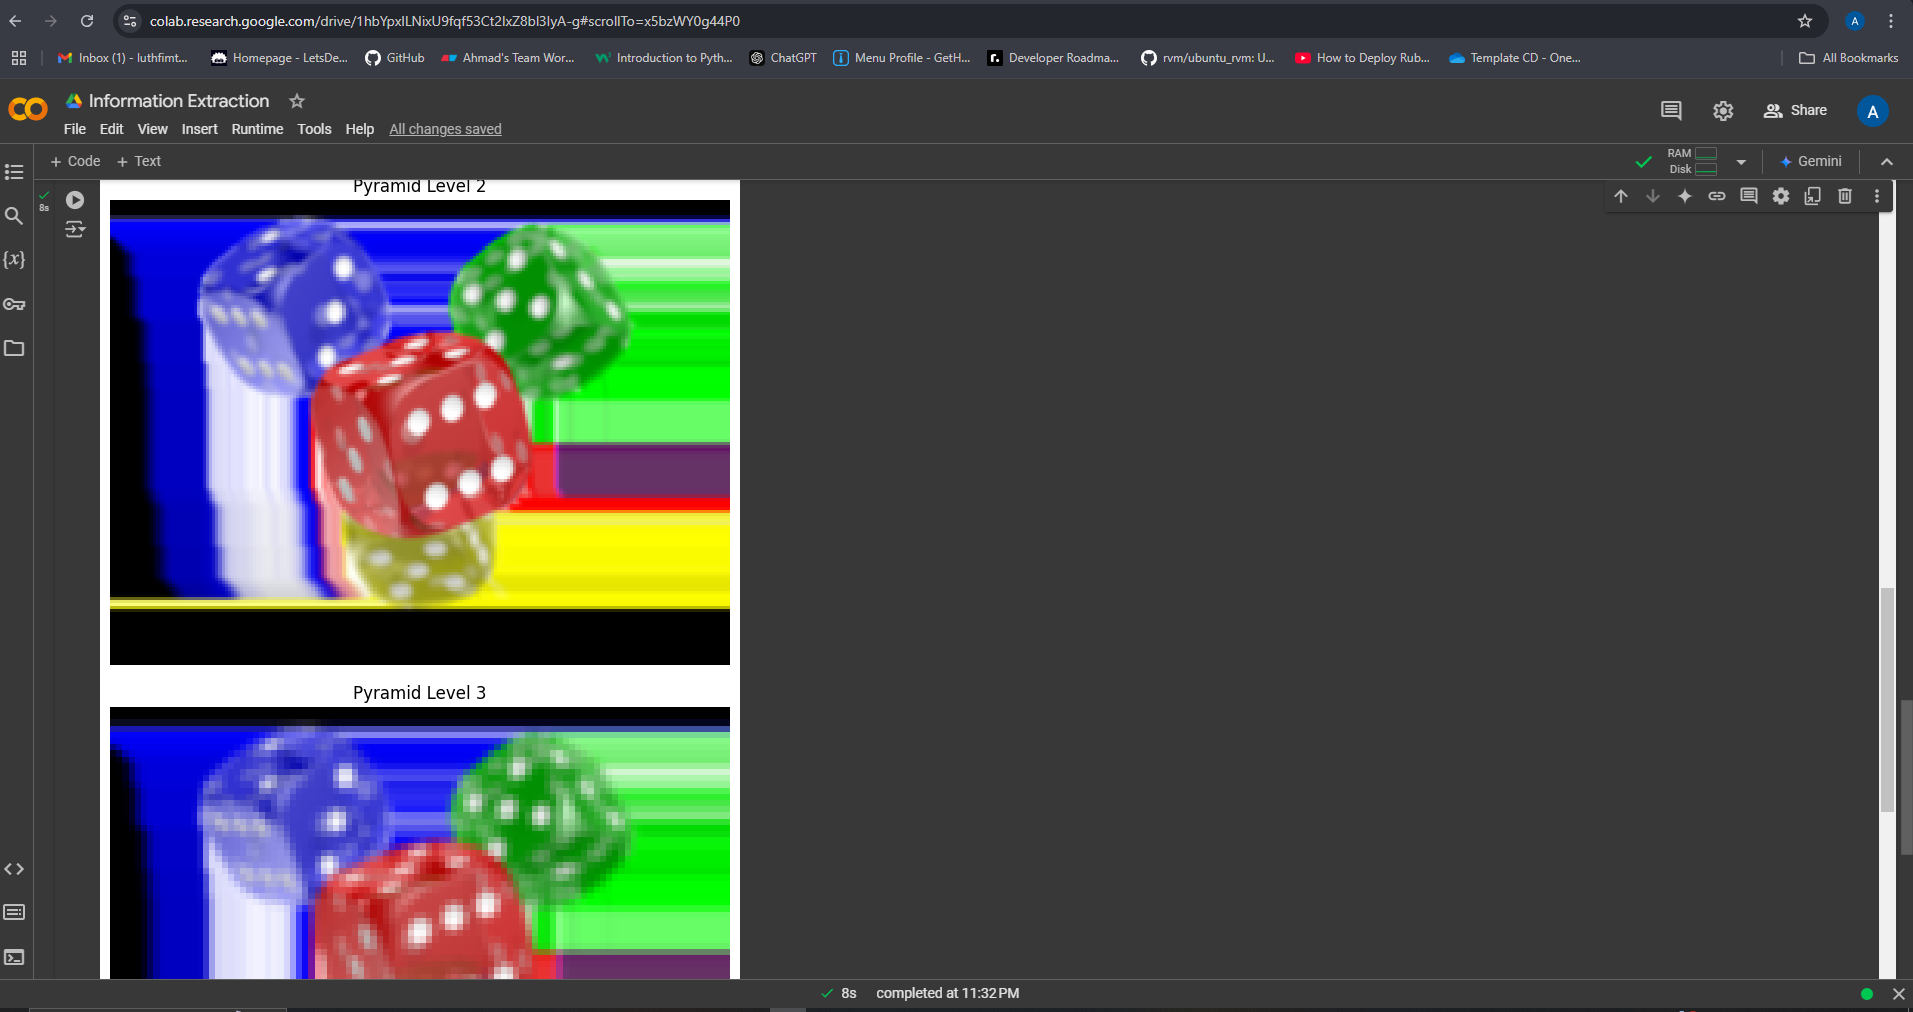 colab.research.google.com/drive/1hbYpxILNixU9fqf53Ct2IxZ8bl3lyA-g#scrollTo=x5bzWY0g44P0
A
Inbox (1) - luthfimt...
Homepage - LetsDe...
GitHub
Ahmad's Team Wor...
Introduction to Pyth...
ChatGPT
Menu Profile - GetH...
Developer Roadma...
rvm/ubuntu_rvm: U...
How to Deploy Rub...
Template CD - One...
All Bookmarks
CO
Information Extraction
File Edit View Insert Runtime Tools Help All changes saved
Share
A
+ Code + Text
RAM
Disk
Gemini
8s
{x}
Pyramid Level 2
Pyramid Level 3
8s completed at 11:32 PM